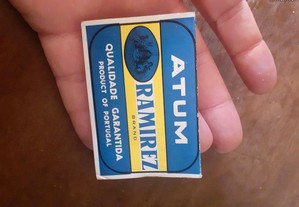 ATUM
RAMIREZ
BRAND
QUALIDADE GARANTIDA
PRODUCT OF PORTUGAL